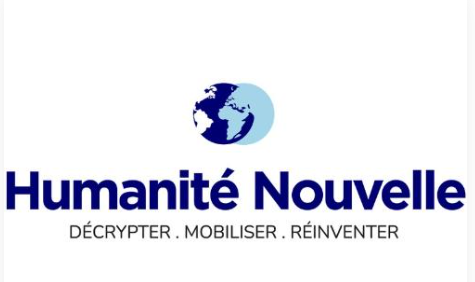 Humanité Nouvelle
DÉCRYPTER . MOBILISER . RÉINVENTER